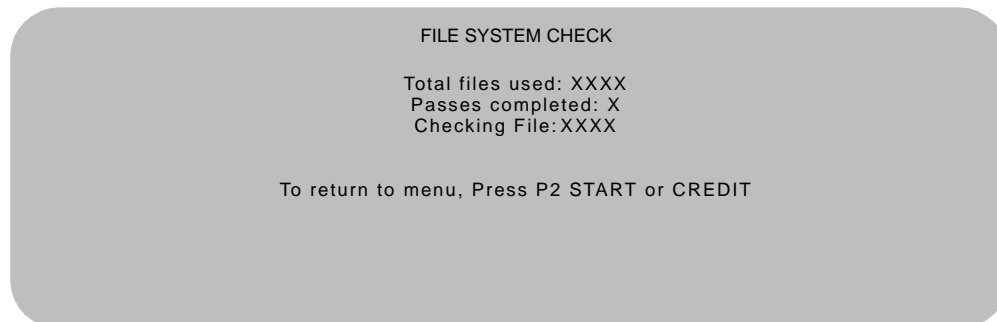 FILE SYSTEM CHECK
Total files used: XXXX
Passes completed: X
Checking File: XXXX
To return to menu, Press P2 START or CREDIT